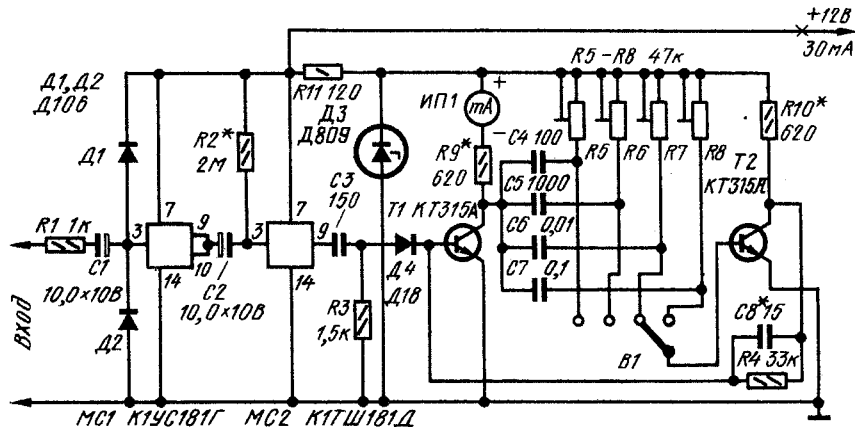 +12В
30мА
Д1, Д2
Д106
R11 120
Д3
Д809
ИП1
mA
+
−
R5 – R8 47к
R10*
620
Д1
R2*
2М
R9*
620
C4 100
C5 1000
C6 0,01
C7 0,1
R5
R6
R7
R8
T2
КТ315А
R1 1к
C1
10,0×10В
3
7
9
10
14
C2
10,0×10В
3
7
9
14
C3
150
T1 КТ315А
Д4
Д18
R3
1,5к
Д2
ВХОД
В1
C8* 15
R4 33к
МС1 К1УС181Г МС2 К1ТШ181Д